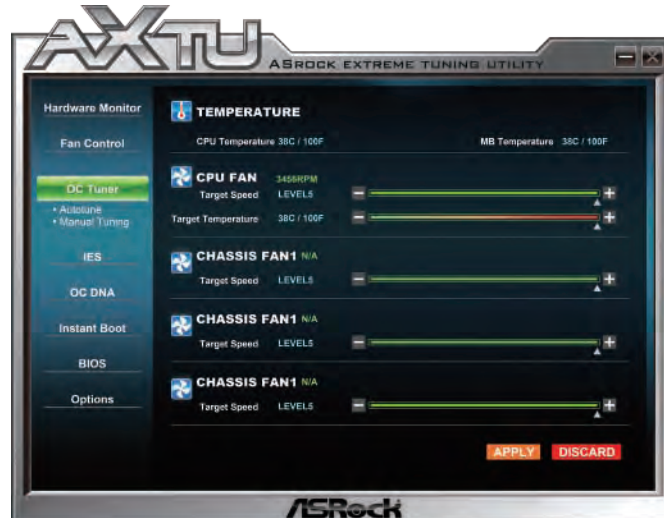 AXTU
ASROCK EXTREME TUNING UTILITY
Hardware Monitor
Fan Control
OC Tuner
• Autotune
• Manual Tuning
IES
OC DNA
Instant Boot
BIOS
Options
TEMPERATURE
CPU Temperature 38C / 100F
MB Temperature 38C / 100F
CPU FAN 3456RPM
Target Speed LEVEL5
Target Temperature 38C / 100F
CHASSIS FAN1 N/A
Target Speed LEVEL5
CHASSIS FAN1 N/A
Target Speed LEVEL5
CHASSIS FAN1 N/A
Target Speed LEVEL5
APPLY DISCARD
ASRock